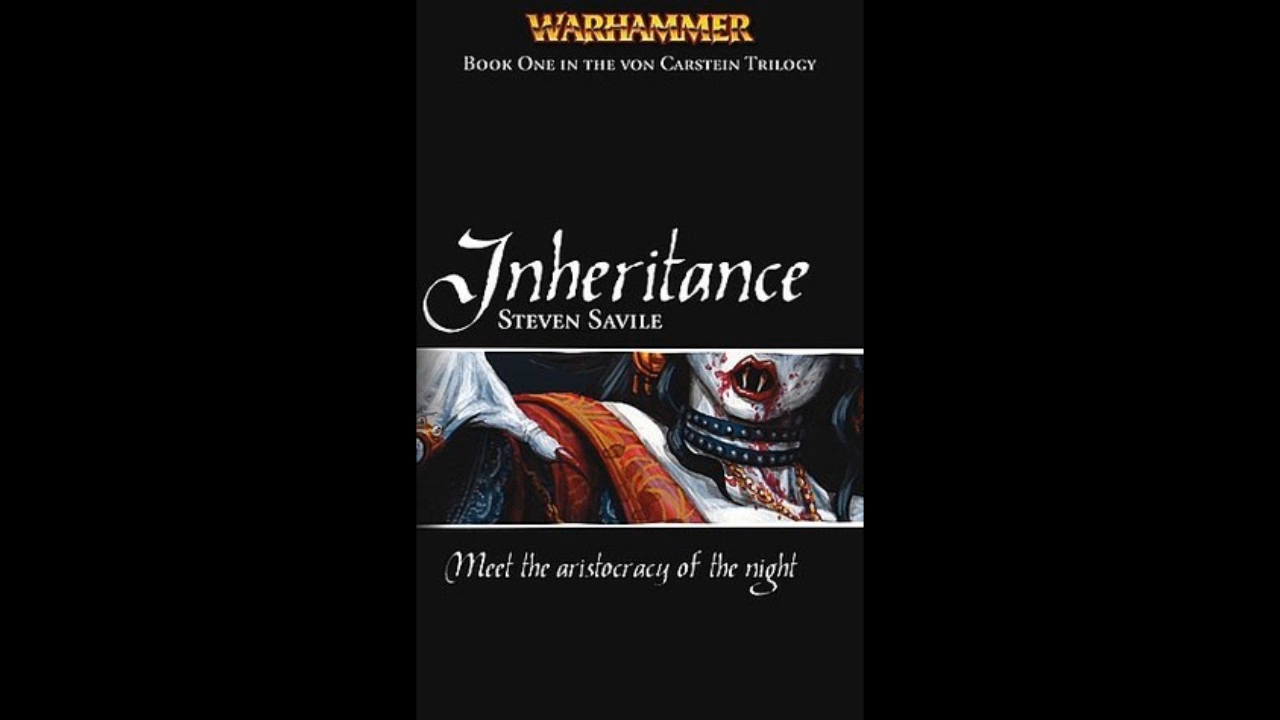 WARHAMMER
BOOK ONE IN THE VON CARSTEIN TRILOGY
Inheritance
STEVEN SAVILE
Meet the aristocracy of the night